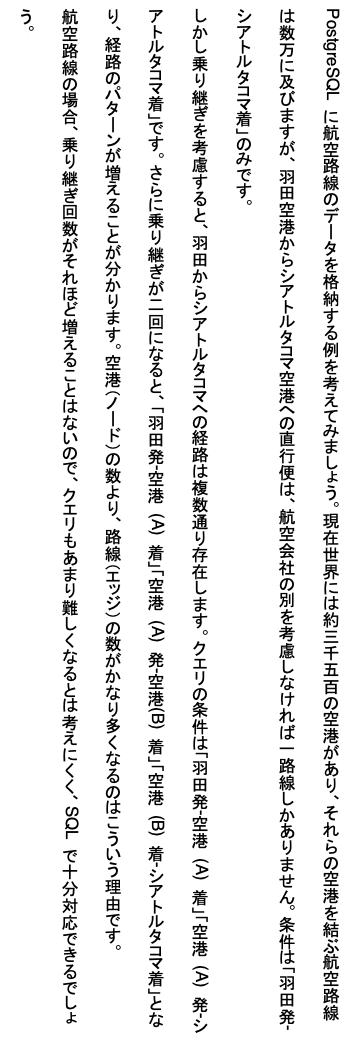 PostgreSQL に航空路線のデータを格納する例を考えてみましょう。現在世界には約三千五百の空港があり、それらの空港を結ぶ航空路線
は数万に及びますが、羽田空港からシアトルタコマ空港への直行便は、航空会社の別を考慮しなければ一路線しかありません。条件は「羽田発-
シアトルタコマ着」のみです。
しかし乗り継ぎを考慮すると、羽田からシアトルタコマへの経路は複数通り存在します。クエリの条件は「羽田発-空港 (A) 着」「空港 (A) 発-シ
アトルタコマ着」です。さらに乗り継ぎが二回になると、「羽田発-空港 (A) 着」「空港 (A) 発-空港(B) 着」「空港 (B) 着-シアトルタコマ着」とな
り、経路のパターンが増えることが分かります。空港(ノード)の数より、路線(エッジ)の数がかなり多くなるのはこういう理由です。
航空路線の場合、乗り継ぎ回数がそれほど増えることはないので、クエリもあまり難しくなるとは考えにくく、SQL で十分対応できるでしょ
う。